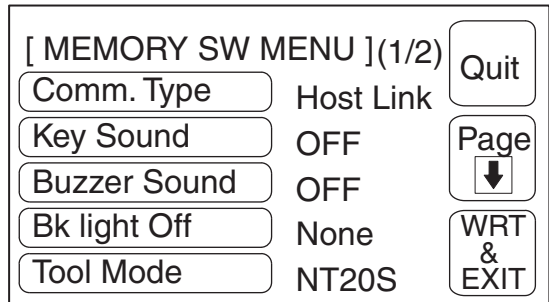 [ MEMORY SW MENU ](1/2)
Quit
Comm. Type Host Link
Key Sound OFF
Page
Buzzer Sound OFF
Bk light Off None
WRT
&
EXIT
Tool Mode NT20S